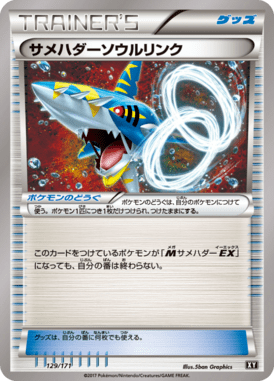 TRAINER'S
グッズ
サメハダーソウルリンク
ポケモンのどうぐ
ポケモンのどうぐは、自分のポケモンにつけて
使う。ポケモン1匹につき1枚だけつけられ、つけたままにする。
このカードをつけているポケモンが「MサメハダーEX」
になっても、自分の番は終わらない。
グッズは、自分の番に何枚でも使える。
129/171
Illus. 5ban Graphics
XY
©2017 Pokémon/Nintendo/Creatures/GAME FREAK.